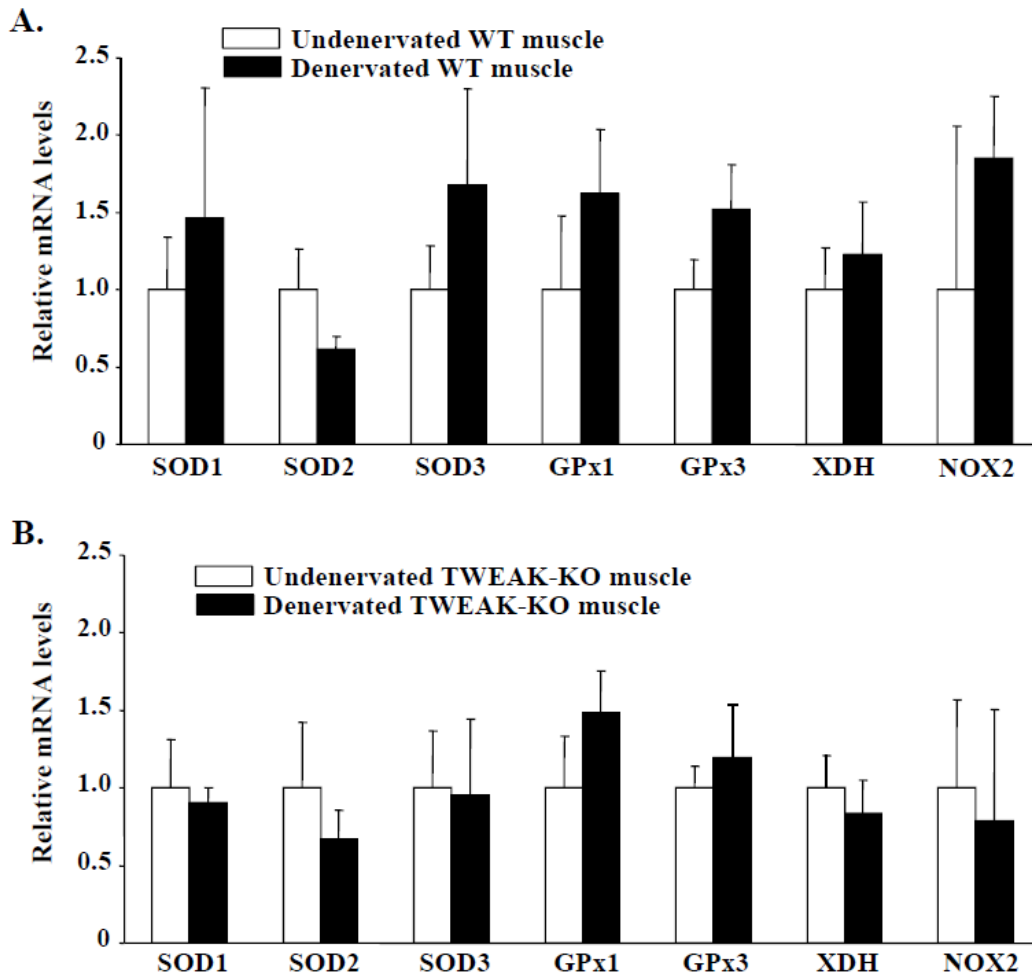 A.
Undenervated WT muscle
Denervated WT muscle
Relative mRNA levels
2.5
2.0
1.5
1.0
0.5
0
SOD1 SOD2 SOD3 GPx1 GPx3 XDH NOX2
B.
Undenervated TWEAK-KO muscle
Denervated TWEAK-KO muscle
Relative mRNA levels
2.5
2.0
1.5
1.0
0.5
0
SOD1 SOD2 SOD3 GPx1 GPx3 XDH NOX2